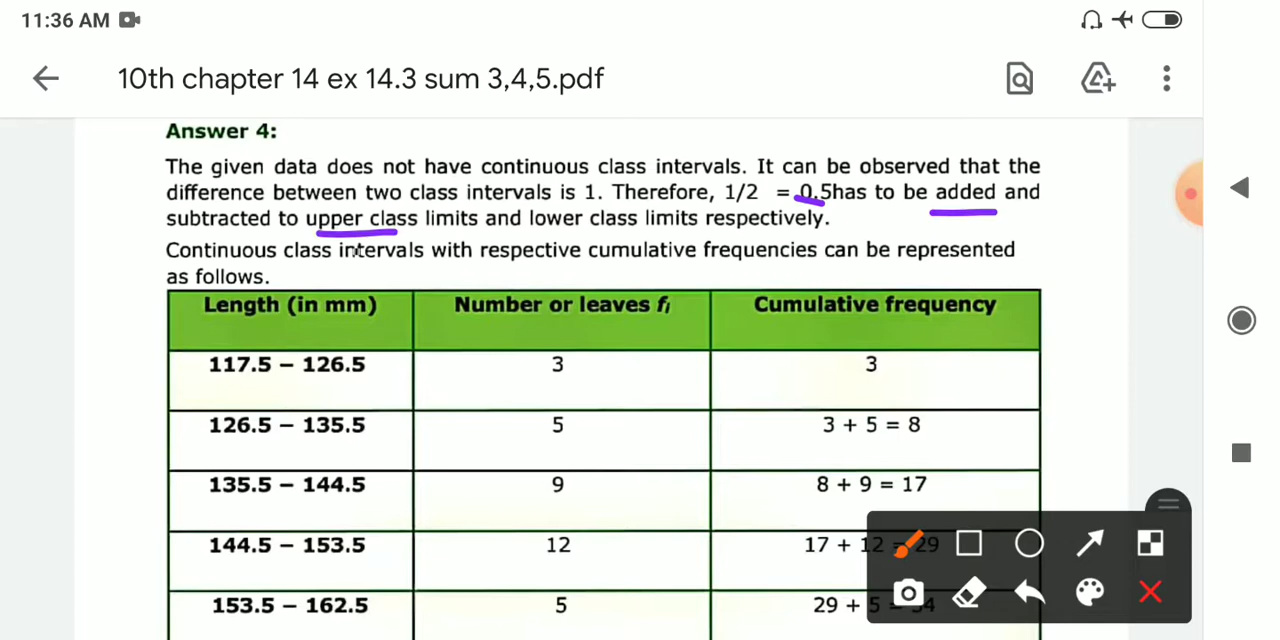 11:36 AM
10th chapter 14 ex 14.3 sum 3,4,5.pdf
Answer 4:
The given data does not have continuous class intervals. It can be observed that the
difference between two class intervals is 1. Therefore, 1/2 = 0.5has to be added and
subtracted to upper class limits and lower class limits respectively.
Continuous class intervals with respective cumulative frequencies can be represented
as follows.
Length (in mm) Number or leaves fi Cumulative frequency
117.5 – 126.5 3 3
126.5 – 135.5 5 3 + 5 = 8
135.5 – 144.5 9 8 + 9 = 17
144.5 – 153.5 12 17 + 12 = 29
153.5 – 162.5 5 29 + 5 = 34